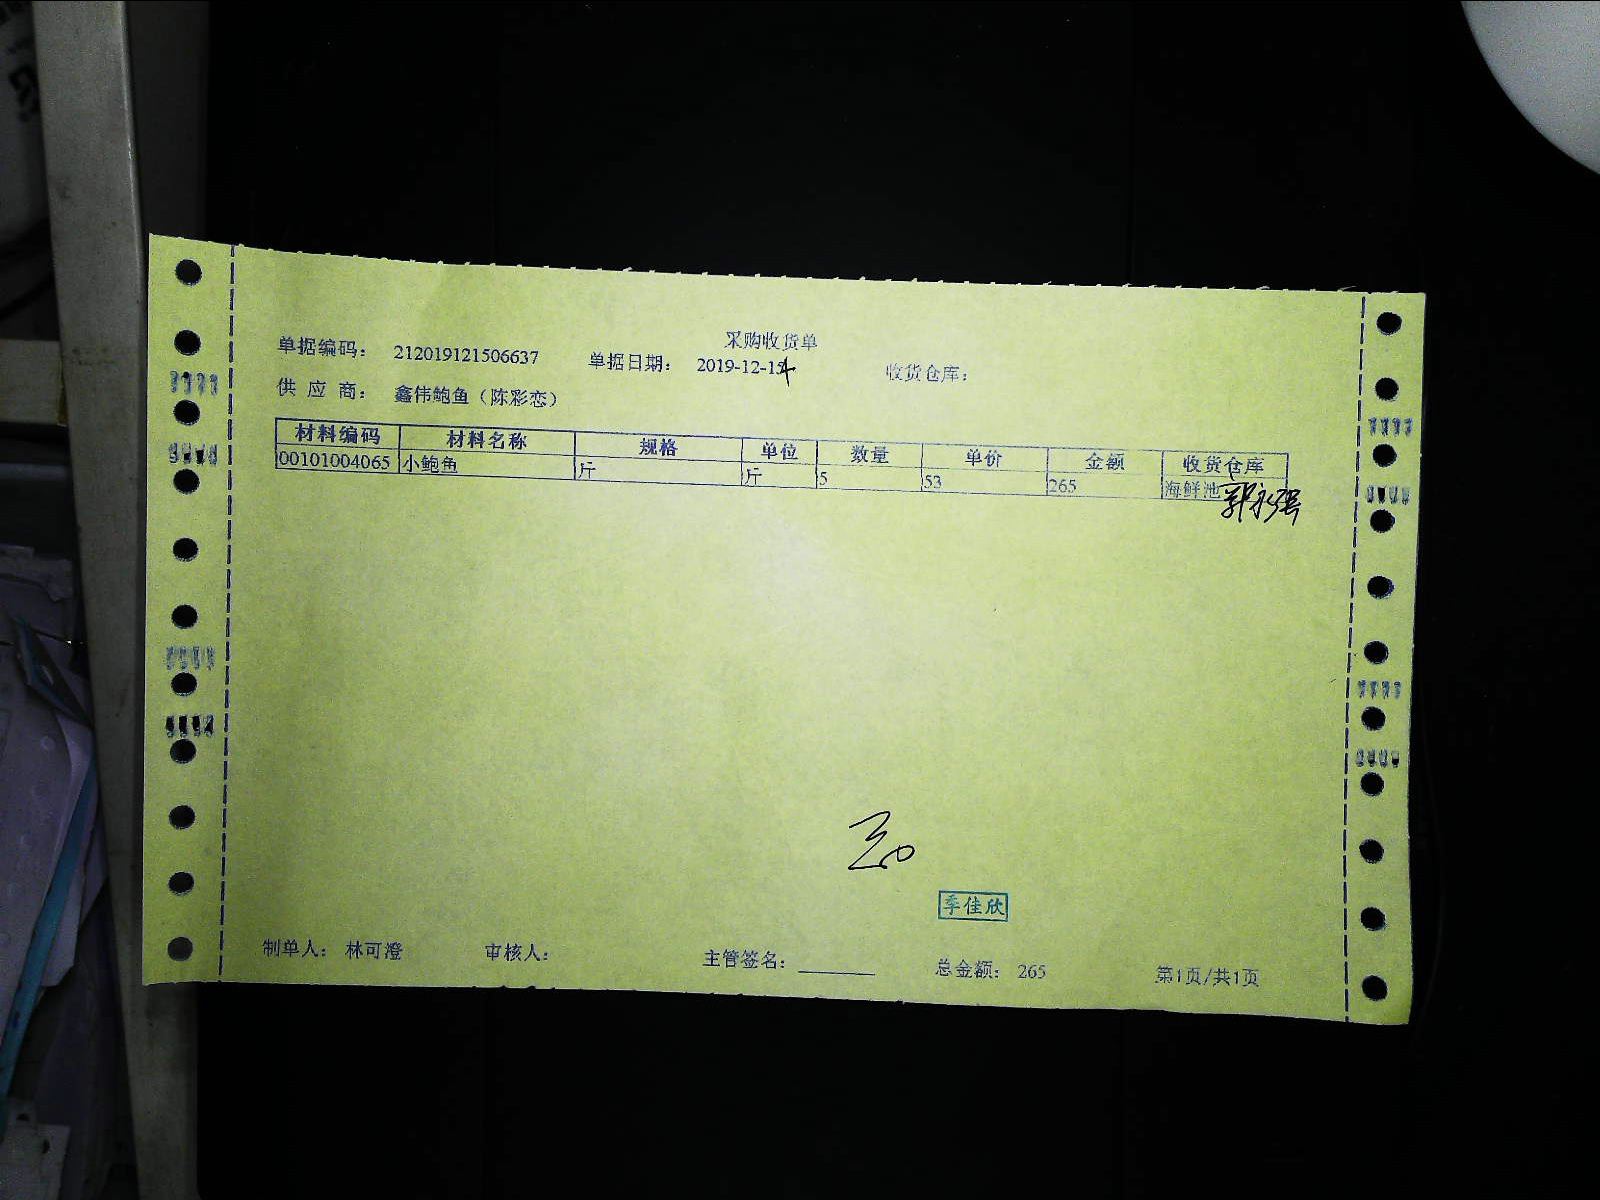 采购收货单
单据编码： 212019121506637 单据日期： 2019-12-14 收货仓库：
供 应 商： 鑫伟鲍鱼（陈彩恋）
材料编码 材料名称 规格 单位 数量 单价 金额 收货仓库
00101004065 小鲍鱼 斤 斤 5 53 265 海鲜池
郭永强
季佳欣
制单人： 林可澄 审核人： 主管签名： 总金额： 265 第1页/共1页